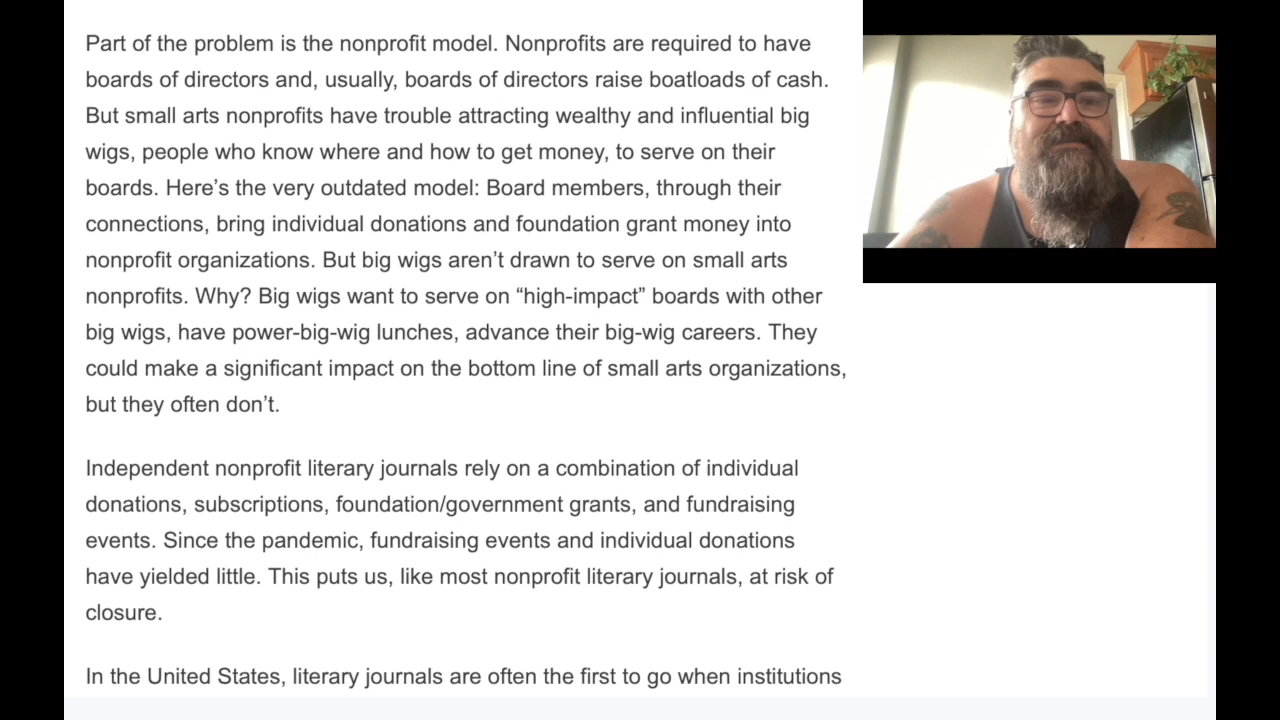 Part of the problem is the nonprofit model. Nonprofits are required to have
boards of directors and, usually, boards of directors raise boatloads of cash.
But small arts nonprofits have trouble attracting wealthy and influential big
wigs, people who know where and how to get money, to serve on their
boards. Here’s the very outdated model: Board members, through their
connections, bring individual donations and foundation grant money into
nonprofit organizations. But big wigs aren’t drawn to serve on small arts
nonprofits. Why? Big wigs want to serve on “high-impact” boards with other
big wigs, have power-big-wig lunches, advance their big-wig careers. They
could make a significant impact on the bottom line of small arts organizations,
but they often don’t.
Independent nonprofit literary journals rely on a combination of individual
donations, subscriptions, foundation/government grants, and fundraising
events. Since the pandemic, fundraising events and individual donations
have yielded little. This puts us, like most nonprofit literary journals, at risk of
closure.
In the United States, literary journals are often the first to go when institutions